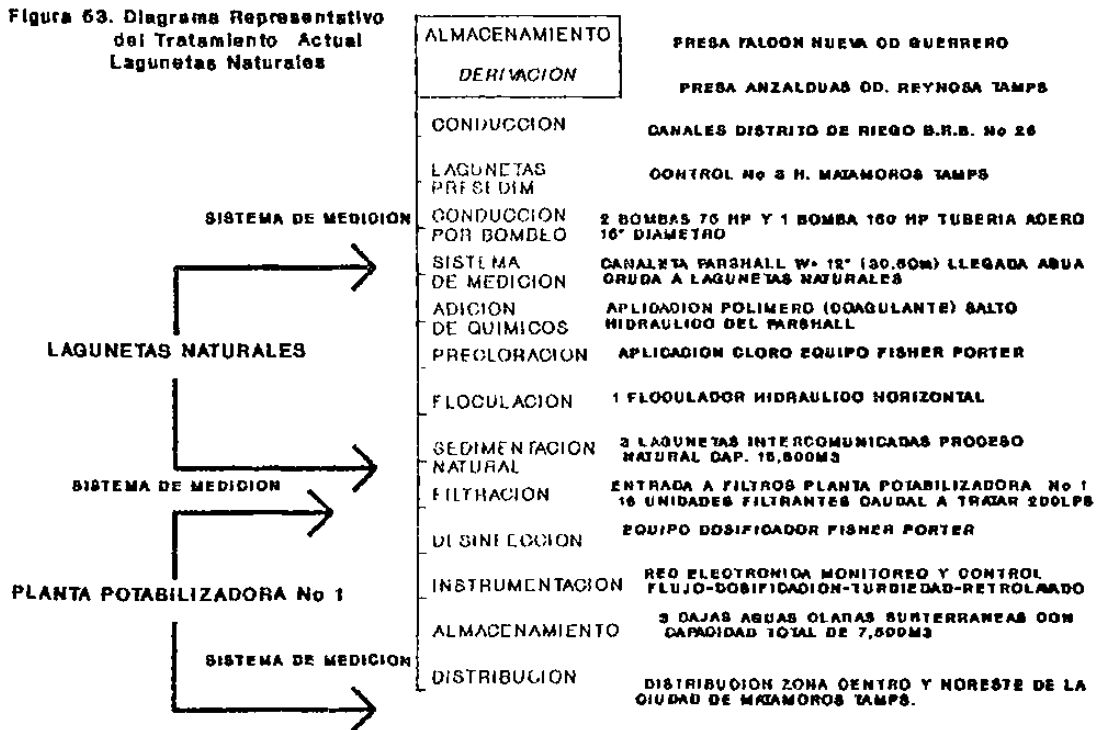 Figura 63. Diagrama Representativo
del Tratamiento Actual
Lagunetas Naturales
ALMACENAMIENTO
DERIVACIÓN
PRESA FALCON NUEVA CD GUERRERO
PRESA ANZALDUAS CD. REYNOSA TAMPS
CONDUCCION
CANALES DISTRITO DE RIEGO B.R.B. No 26
LAGUNETAS
PRESEDIM
CONTROL No 3 H. MATAMOROS TAMPS
SISTEMA DE MEDICION
CONDUCCION
POR BOMBEO
2 BOMBAS 75 HP Y 1 BOMBA 150 HP TUBERIA ACERO
16" DIAMETRO
SISTEMA
DE MEDICION
CANALETA PARSHALL W= 12" (30.50m) LLEGADA AGUA
CRUDA A LAGUNETAS NATURALES
ADICION
DE QUIMICOS
APLICACION POLIMERO (COAGULANTE) SALTO
HIDRAULICO DEL PARSHALL
LAGUNETAS NATURALES
PRECLORACION
APLICACION CLORO EQUIPO FISHER PORTER
FLOCULACION
1 FLOCULADOR HIDRAULICO HORIZONTAL
SEDIMENTACION
NATURAL
3 LAGUNETAS INTERCOMUNICADAS PROCESO
NATURAL CAP. 15,600M3
SISTEMA DE MEDICION
FILTRACION
ENTRADA A FILTROS PLANTA POTABILIZADORA No 1
16 UNIDADES FILTRANTES CAUDAL A TRATAR 200LPS
DESINFECCION
EQUIPO DOSIFICADOR FISHER PORTER
PLANTA POTABILIZADORA No 1
INSTRUMENTACION
RED ELECTRONICA MONITOREO Y CONTROL
FLUJO-DOSIFICACION-TURBIEDAD-RETROLAVADO
ALMACENAMIENTO
3 CAJAS AGUAS CLARAS SUBTERRANEAS CON
CAPACIDAD TOTAL DE 7,500M3
SISTEMA DE MEDICION
DISTRIBUCION
DISTRIBUCION ZONA CENTRO Y NORESTE DE LA
CIUDAD DE MATAMOROS TAMPS.